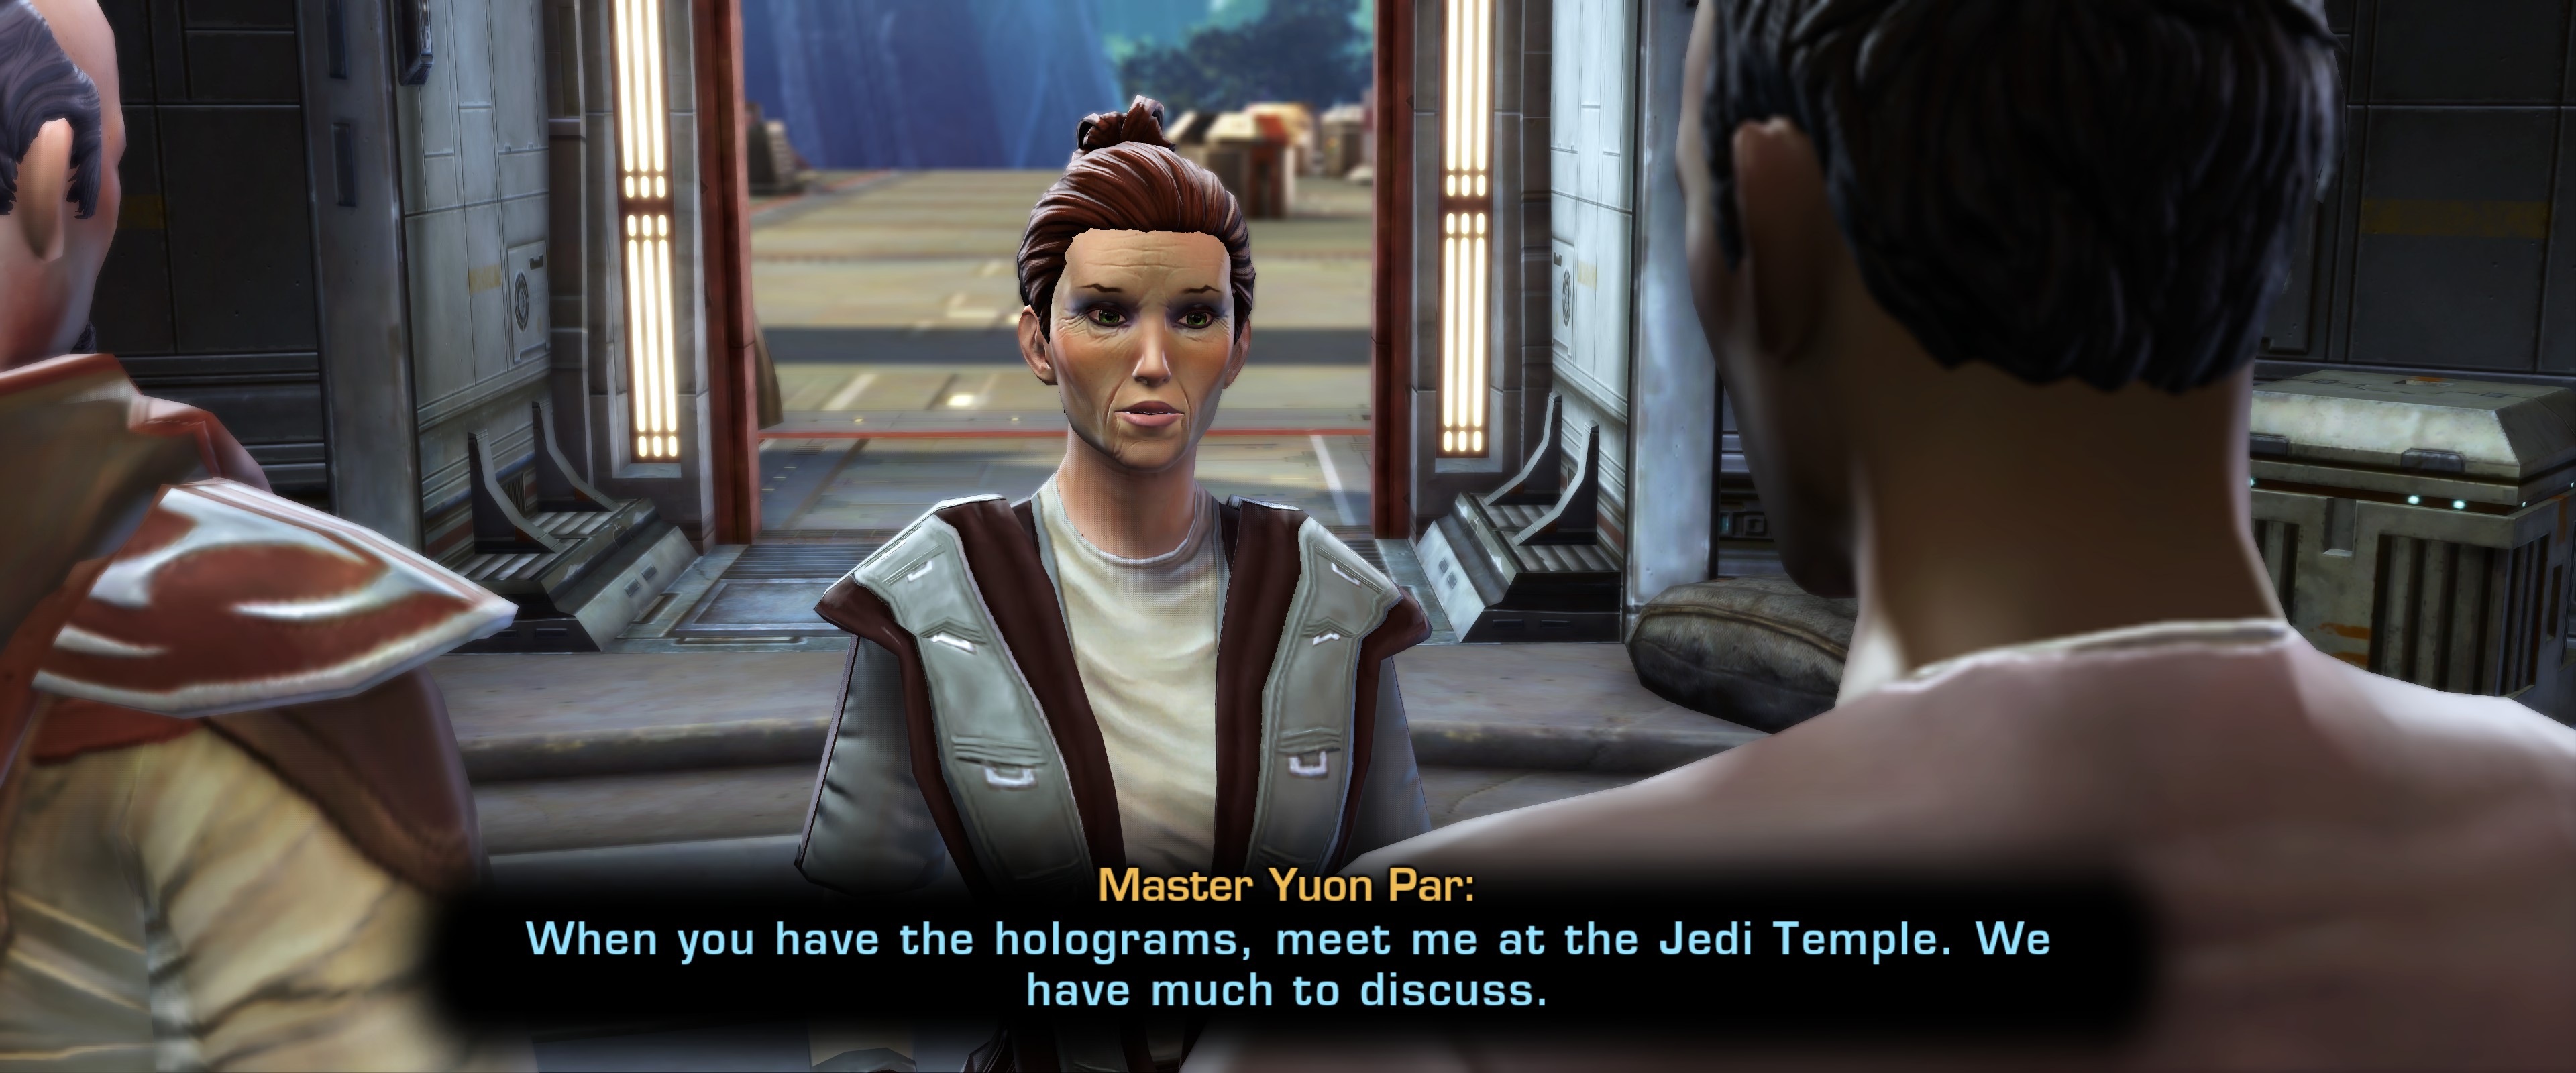 Master Yuon Par:
When you have the holograms, meet me at the Jedi Temple. We
have much to discuss.